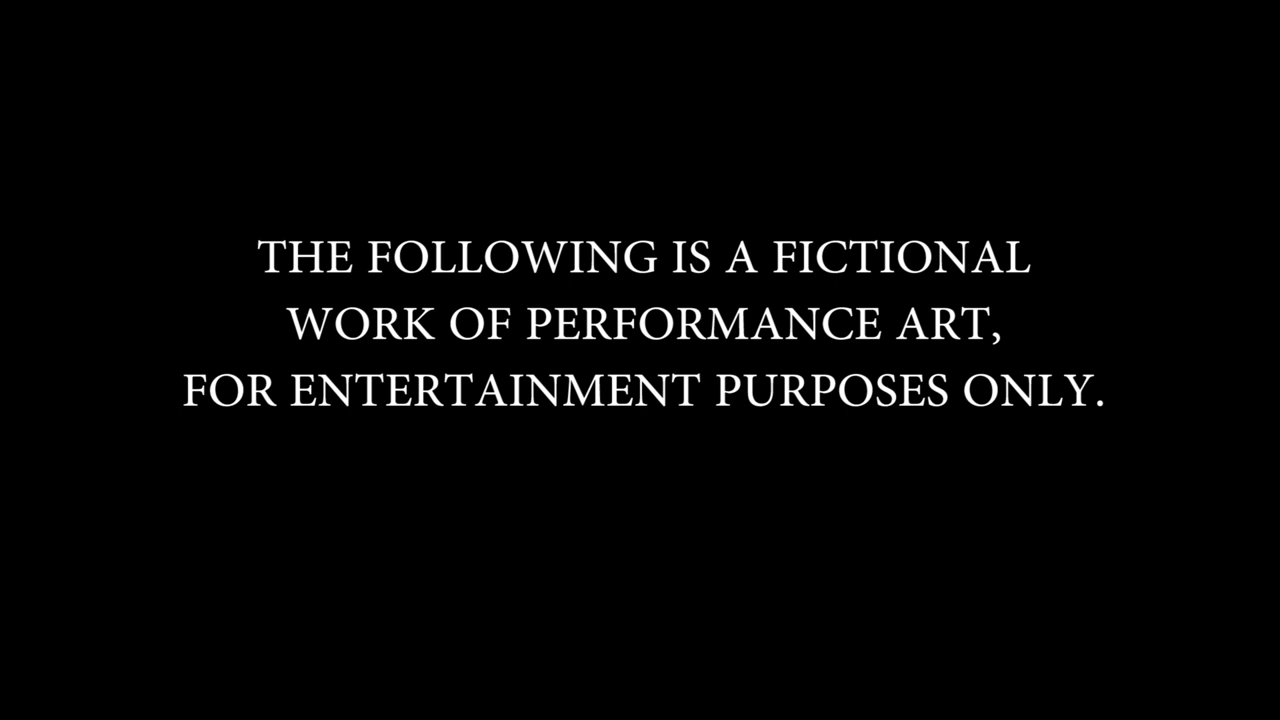 THE FOLLOWING IS A FICTIONAL
WORK OF PERFORMANCE ART,
FOR ENTERTAINMENT PURPOSES ONLY.